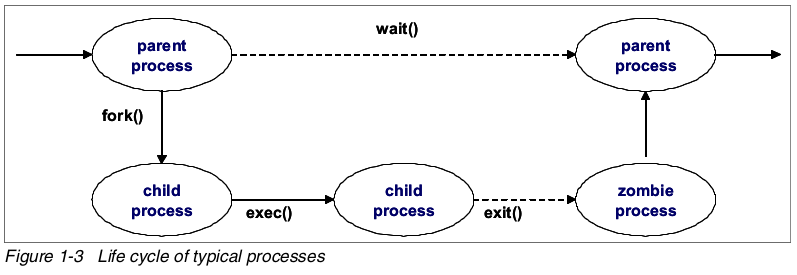 parent
process
wait()
parent
process
fork()
child
process
exec()
child
process
exit()
zombie
process
Figure 1-3 Life cycle of typical processes